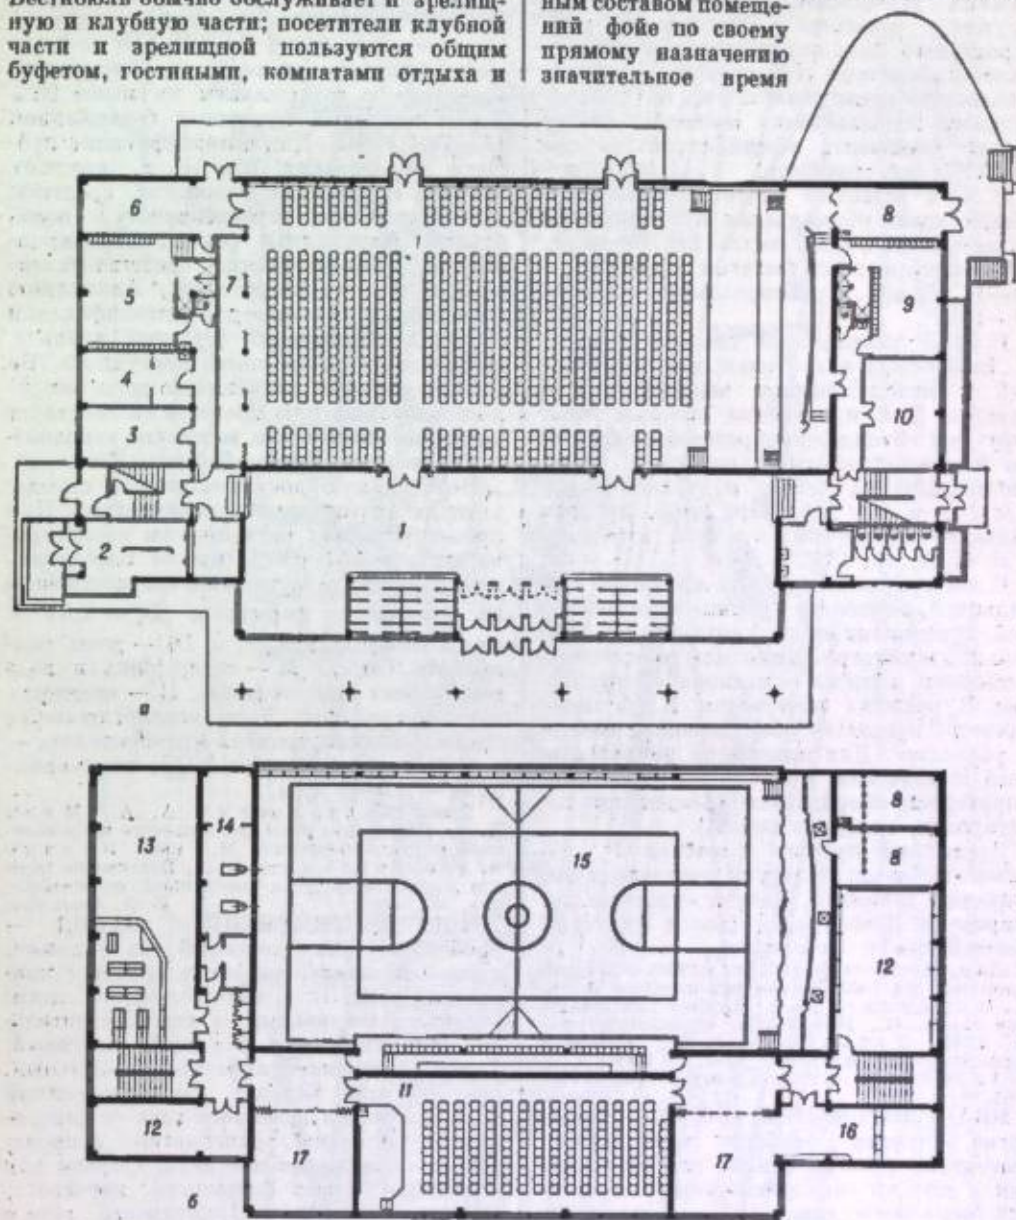 Вестибюль обычно обслуживает и зрелищ-
ную и клубную части; посетители клубной
части и зрелищной пользуются общим
буфетом, гостиными, комнатами отдыха и
ным составом помеще-
ний фойе по своему
прямому назначению
значительное время
6
8
1
5
7
9
4
3
10
2
1
а
13
14
15
8
8
12
11
12
17
17
16
б